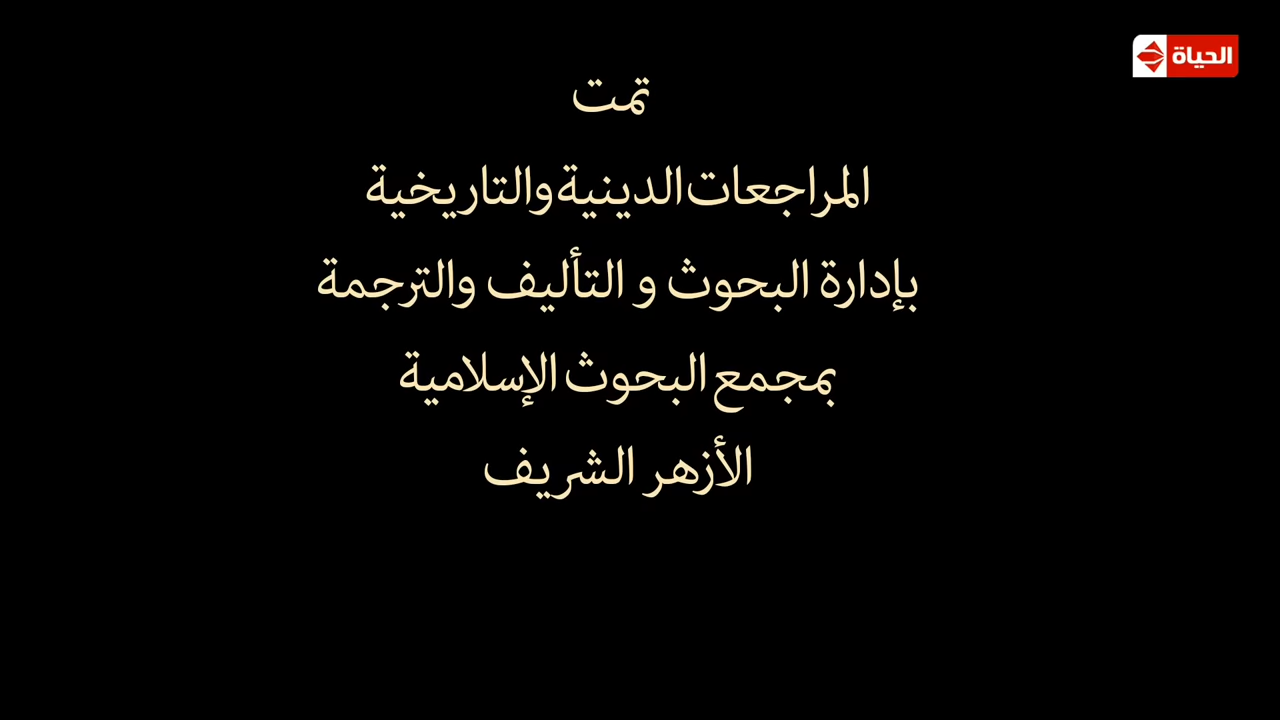 الحياة
تمت
المراجعات الدينية والتاريخية
بإدارة البحوث و التأليف والترجمة
بمجمع البحوث الإسلامية
الأزهر الشريف